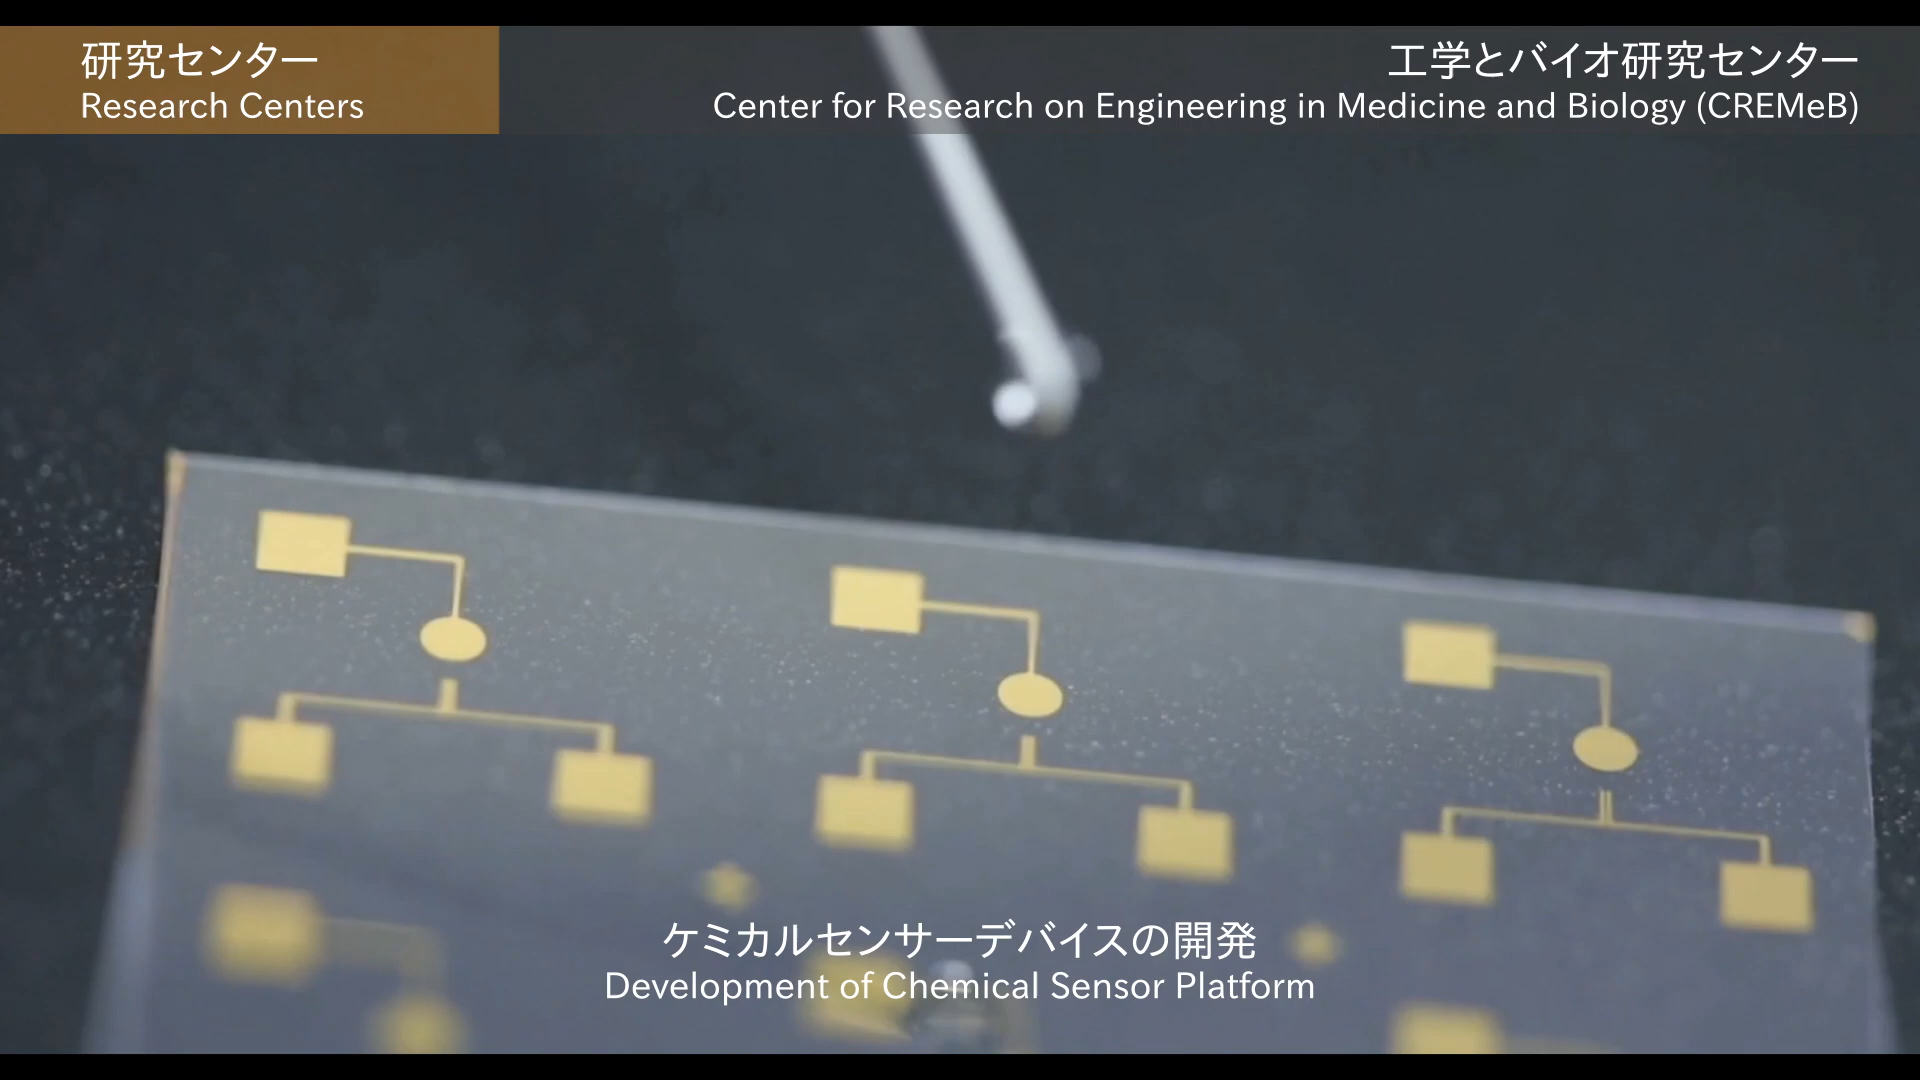 研究センター
Research Centers
工学とバイオ研究センター
Center for Research on Engineering in Medicine and Biology (CREMeB)
ケミカルセンサーデバイスの開発
Development of Chemical Sensor Platform